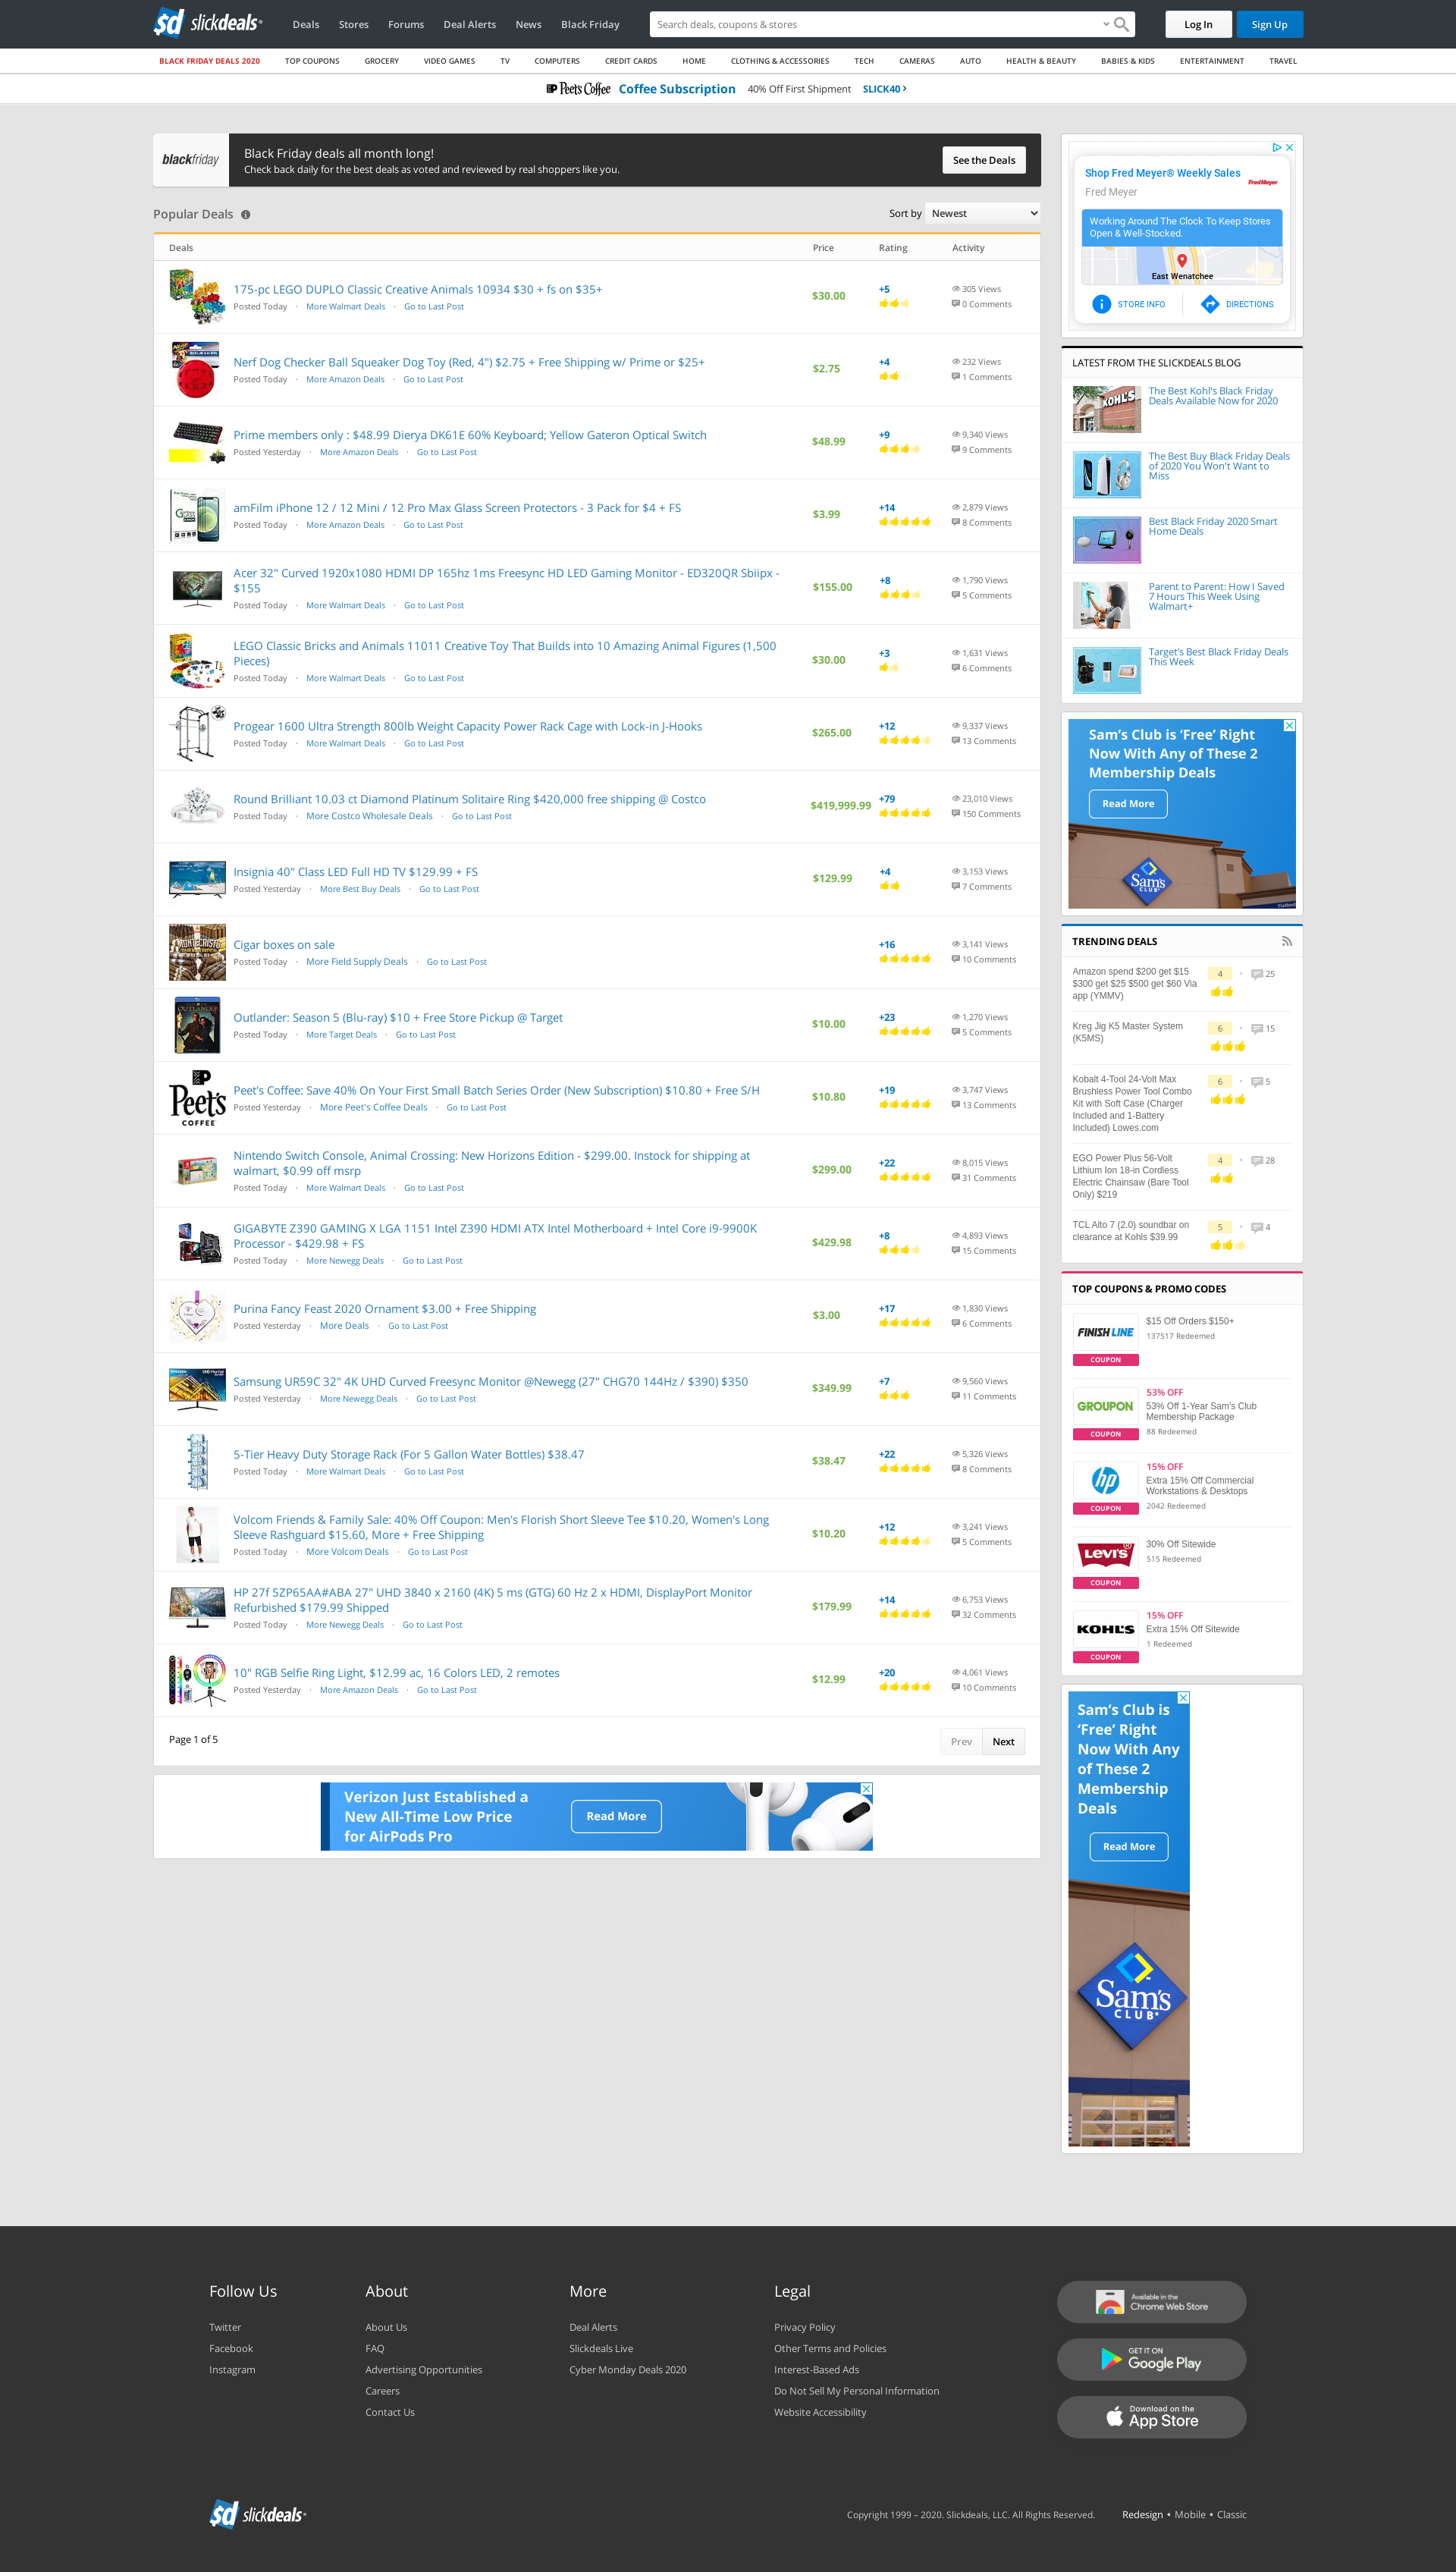 sd slickdeals
Deals Stores Forums Deal Alerts News Black Friday
Search deals, coupons & stores
Log In Sign Up
BLACK FRIDAY DEALS 2020 TOP COUPONS GROCERY VIDEO GAMES TV COMPUTERS CREDIT CARDS HOME CLOTHING & ACCESSORIES TECH CAMERAS AUTO HEALTH & BEAUTY BABIES & KIDS ENTERTAINMENT TRAVEL
Peet's Coffee Coffee Subscription 40% Off First Shipment SLICK40
blackfriday
Black Friday deals all month long!
Check back daily for the best deals as voted and reviewed by real shoppers like you.
See the Deals
Popular Deals
Sort by Newest
Deals Price Rating Activity
175-pc LEGO DUPLO Classic Creative Animals 10934 $30 + fs on $35+
Posted Today · More Walmart Deals · Go to Last Post
$30.00 +5 305 Views
0 Comments
Nerf Dog Checker Ball Squeaker Dog Toy (Red, 4") $2.75 + Free Shipping w/ Prime or $25+
Posted Today · More Amazon Deals · Go to Last Post
$2.75 +4 232 Views
1 Comments
Prime members only : $48.99 Dierya DK61E 60% Keyboard; Yellow Gateron Optical Switch
Posted Yesterday · More Amazon Deals · Go to Last Post
$48.99 +9 9,340 Views
9 Comments
amFilm iPhone 12 / 12 Mini / 12 Pro Max Glass Screen Protectors - 3 Pack for $4 + FS
Posted Today · More Amazon Deals · Go to Last Post
$3.99 +14 2,879 Views
8 Comments
Acer 32" Curved 1920x1080 HDMI DP 165hz 1ms Freesync HD LED Gaming Monitor - ED320QR Sbiipx -
$155
Posted Today · More Walmart Deals · Go to Last Post
$155.00 +8 1,790 Views
5 Comments
LEGO Classic Bricks and Animals 11011 Creative Toy That Builds into 10 Amazing Animal Figures (1,500
Pieces)
Posted Today · More Walmart Deals · Go to Last Post
$30.00 +3 1,631 Views
6 Comments
Progear 1600 Ultra Strength 800lb Weight Capacity Power Rack Cage with Lock-in J-Hooks
Posted Today · More Walmart Deals · Go to Last Post
$265.00 +12 9,337 Views
13 Comments
Round Brilliant 10.03 ct Diamond Platinum Solitaire Ring $420,000 free shipping @ Costco
Posted Today · More Costco Wholesale Deals · Go to Last Post
$419,999.99 +79 23,010 Views
150 Comments
Insignia 40" Class LED Full HD TV $129.99 + FS
Posted Yesterday · More Best Buy Deals · Go to Last Post
$129.99 +4 3,153 Views
7 Comments
MONTECRISTO
Cigar boxes on sale
Posted Today · More Field Supply Deals · Go to Last Post
+16 3,141 Views
10 Comments
OUTLANDER
Outlander: Season 5 (Blu-ray) $10 + Free Store Pickup @ Target
Posted Today · More Target Deals · Go to Last Post
$10.00 +23 1,270 Views
5 Comments
Peet's COFFEE
Peet's Coffee: Save 40% On Your First Small Batch Series Order (New Subscription) $10.80 + Free S/H
Posted Yesterday · More Peet's Coffee Deals · Go to Last Post
$10.80 +19 3,747 Views
13 Comments
Nintendo Switch Console, Animal Crossing: New Horizons Edition - $299.00. Instock for shipping at
walmart, $0.99 off msrp
Posted Today · More Walmart Deals · Go to Last Post
$299.00 +22 8,015 Views
31 Comments
GIGABYTE Z390 GAMING X LGA 1151 Intel Z390 HDMI ATX Intel Motherboard + Intel Core i9-9900K
Processor - $429.98 + FS
Posted Today · More Newegg Deals · Go to Last Post
$429.98 +8 4,893 Views
15 Comments
Purina Fancy Feast 2020 Ornament $3.00 + Free Shipping
Posted Yesterday · More Deals · Go to Last Post
$3.00 +17 1,830 Views
6 Comments
Samsung UR59C 32" 4K UHD Curved Freesync Monitor @Newegg (27" CHG70 144Hz / $390) $350
Posted Yesterday · More Newegg Deals · Go to Last Post
$349.99 +7 9,560 Views
11 Comments
5-Tier Heavy Duty Storage Rack (For 5 Gallon Water Bottles) $38.47
Posted Today · More Walmart Deals · Go to Last Post
$38.47 +22 5,326 Views
8 Comments
Volcom Friends & Family Sale: 40% Off Coupon: Men's Florish Short Sleeve Tee $10.20, Women's Long
Sleeve Rashguard $15.60, More + Free Shipping
Posted Today · More Volcom Deals · Go to Last Post
$10.20 +12 3,241 Views
5 Comments
HP 27f 5ZP65AA#ABA 27" UHD 3840 x 2160 (4K) 5 ms (GTG) 60 Hz 2 x HDMI, DisplayPort Monitor
Refurbished $179.99 Shipped
Posted Today · More Newegg Deals · Go to Last Post
$179.99 +14 6,753 Views
32 Comments
10" RGB Selfie Ring Light, $12.99 ac, 16 Colors LED, 2 remotes
Posted Yesterday · More Amazon Deals · Go to Last Post
$12.99 +20 4,061 Views
10 Comments
Page 1 of 5
Prev Next
Verizon Just Established a
New All-Time Low Price
for AirPods Pro
Read More
Shop Fred Meyer® Weekly Sales
Fred Meyer
FredMeyer
Working Around The Clock To Keep Stores
Open & Well-Stocked.
East Wenatchee
STORE INFO DIRECTIONS
LATEST FROM THE SLICKDEALS BLOG
KOHL'S
The Best Kohl's Black Friday
Deals Available Now for 2020
The Best Buy Black Friday Deals
of 2020 You Won't Want to
Miss
Best Black Friday 2020 Smart
Home Deals
Parent to Parent: How I Saved
7 Hours This Week Using
Walmart+
Target's Best Black Friday Deals
This Week
Sam's Club is ‘Free’ Right
Now With Any of These 2
Membership Deals
Read More
Sam's CLUB
TRENDING DEALS
Amazon spend $200 get $15
$300 get $25 $500 get $60 Via
app (YMMV)
4 • 25
Kreg Jig K5 Master System
(K5MS)
6 • 15
Kobalt 4-Tool 24-Volt Max
Brushless Power Tool Combo
Kit with Soft Case (Charger
Included and 1-Battery
Included) Lowes.com
6 • 5
EGO Power Plus 56-Volt
Lithium Ion 18-in Cordless
Electric Chainsaw (Bare Tool
Only) $219
4 • 28
TCL Alto 7 (2.0) soundbar on
clearance at Kohls $39.99
5 • 4
TOP COUPONS & PROMO CODES
FINISH LINE
COUPON
$15 Off Orders $150+
137517 Redeemed
GROUPON
COUPON
53% OFF
53% Off 1-Year Sam's Club
Membership Package
88 Redeemed
hp
COUPON
15% OFF
Extra 15% Off Commercial
Workstations & Desktops
2042 Redeemed
LEVI'S
COUPON
30% Off Sitewide
515 Redeemed
KOHL'S
COUPON
15% OFF
Extra 15% Off Sitewide
1 Redeemed
Sam's Club is
‘Free’ Right
Now With Any
of These 2
Membership
Deals
Read More
Sam's CLUB
Follow Us
Twitter
Facebook
Instagram
About
About Us
FAQ
Advertising Opportunities
Careers
Contact Us
More
Deal Alerts
Slickdeals Live
Cyber Monday Deals 2020
Legal
Privacy Policy
Other Terms and Policies
Interest-Based Ads
Do Not Sell My Personal Information
Website Accessibility
Available in the
Chrome Web Store
GET IT ON
Google Play
Download on the
App Store
sd slickdeals
Copyright 1999 – 2020. Slickdeals, LLC. All Rights Reserved. Redesign • Mobile • Classic